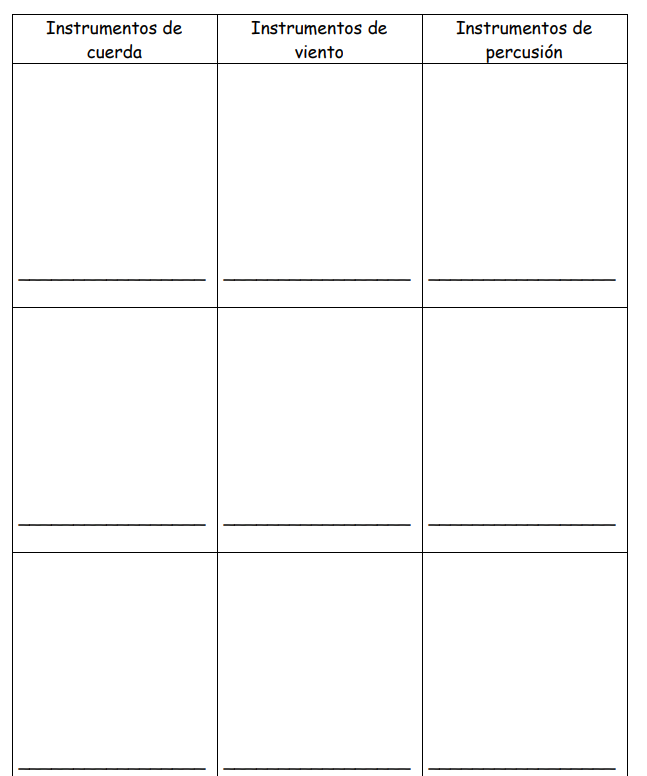 Instrumentos de
cuerda
Instrumentos de
viento
Instrumentos de
percusión